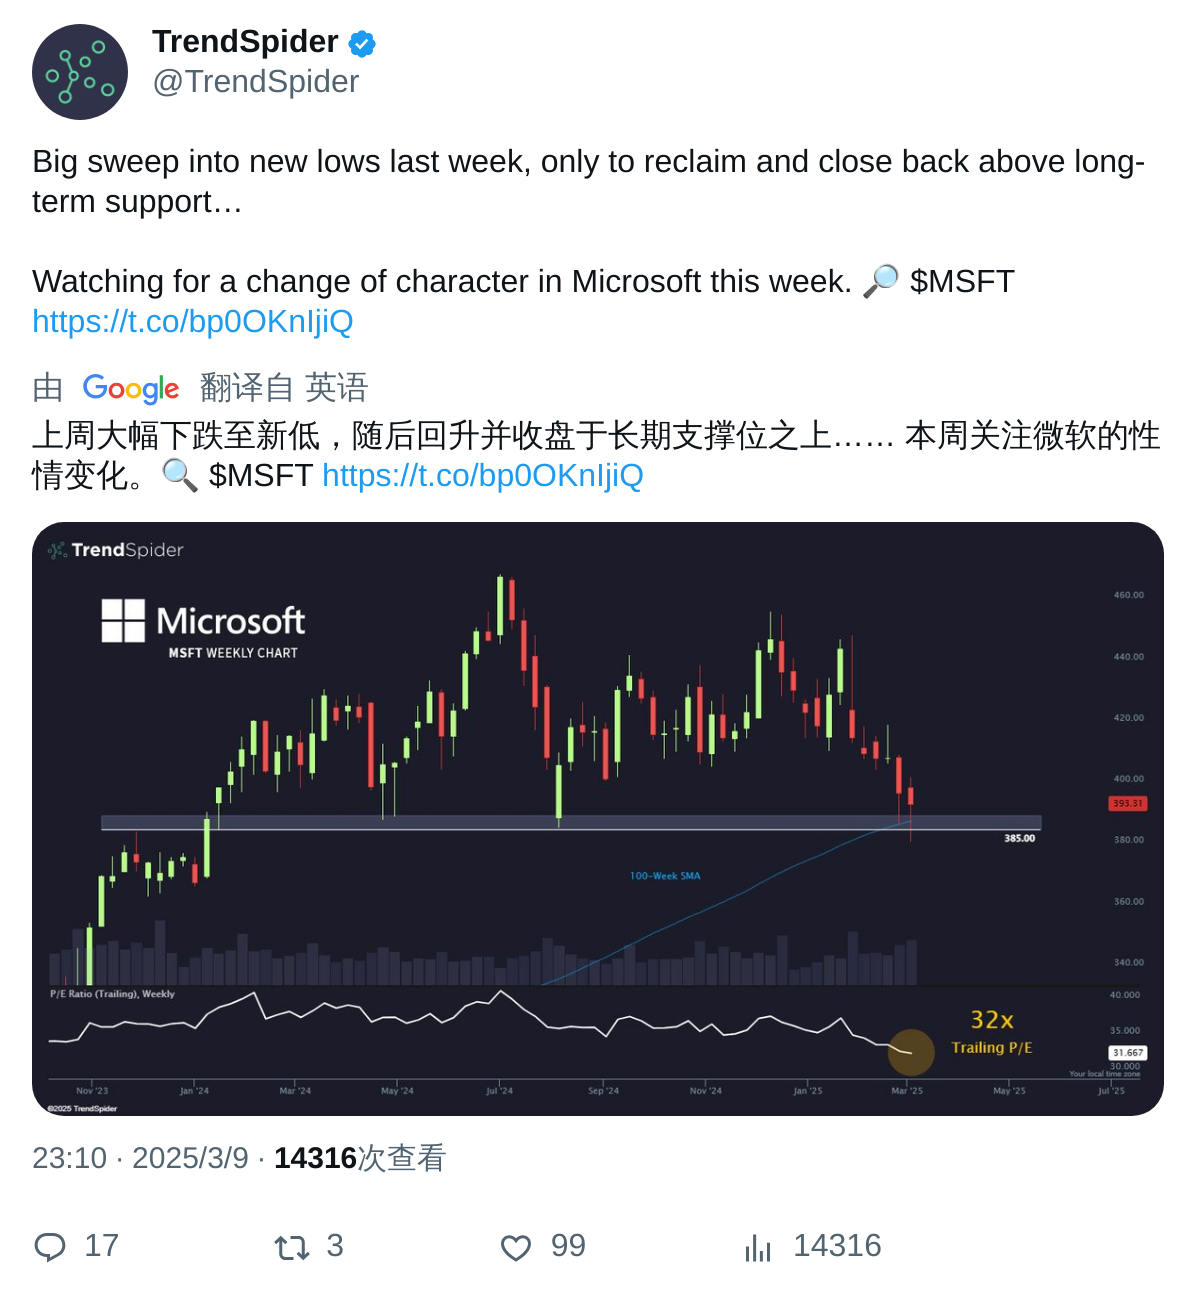 TrendSpider
@TrendSpider
Big sweep into new lows last week, only to reclaim and close back above long-
term support…
Watching for a change of character in Microsoft this week. 🔎 $MSFT
https://t.co/bp0OKnIjiQ
由 Google 翻译自 英语
上周大幅下跌至新低，随后回升并收盘于长期支撑位之上…… 本周关注微软的性
情变化。🔍 $MSFT https://t.co/bp0OKnIjiQ
TrendSpider
Microsoft
MSFT WEEKLY CHART
460.00
440.00
420.00
400.00
393.31
380.00
385.00
100-Week SMA
360.00
340.00
P/E Ratio (Trailing), Weekly
40.000
32x
35.000
Trailing P/E
31.667
30.000
Your local time zone
Nov '23 Jan '24 Mar '24 May '24 Jul '24 Sep '24 Nov '24 Jan '25 Mar '25 May '25 Jul '25
©2025 TrendSpider
23:10 · 2025/3/9 · 14316次查看
17 3 99 14316